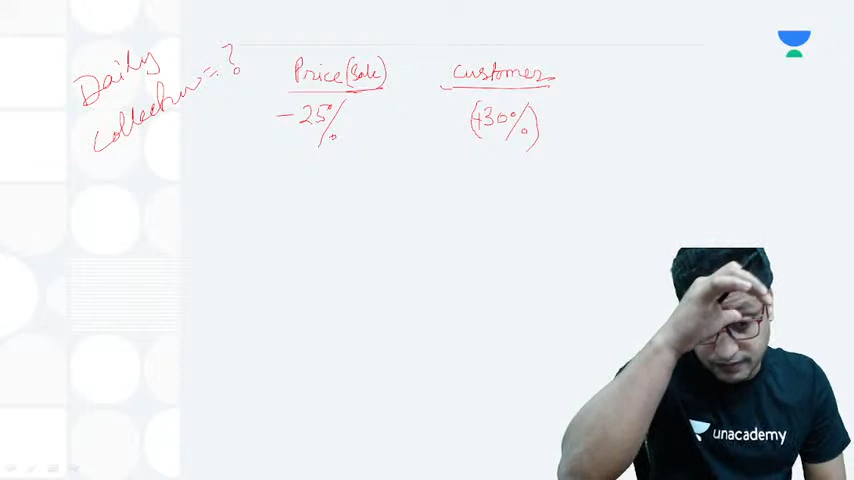 Daily
collection = ?
Price (Sale)
customer
-25%
(+30%)
unacademy